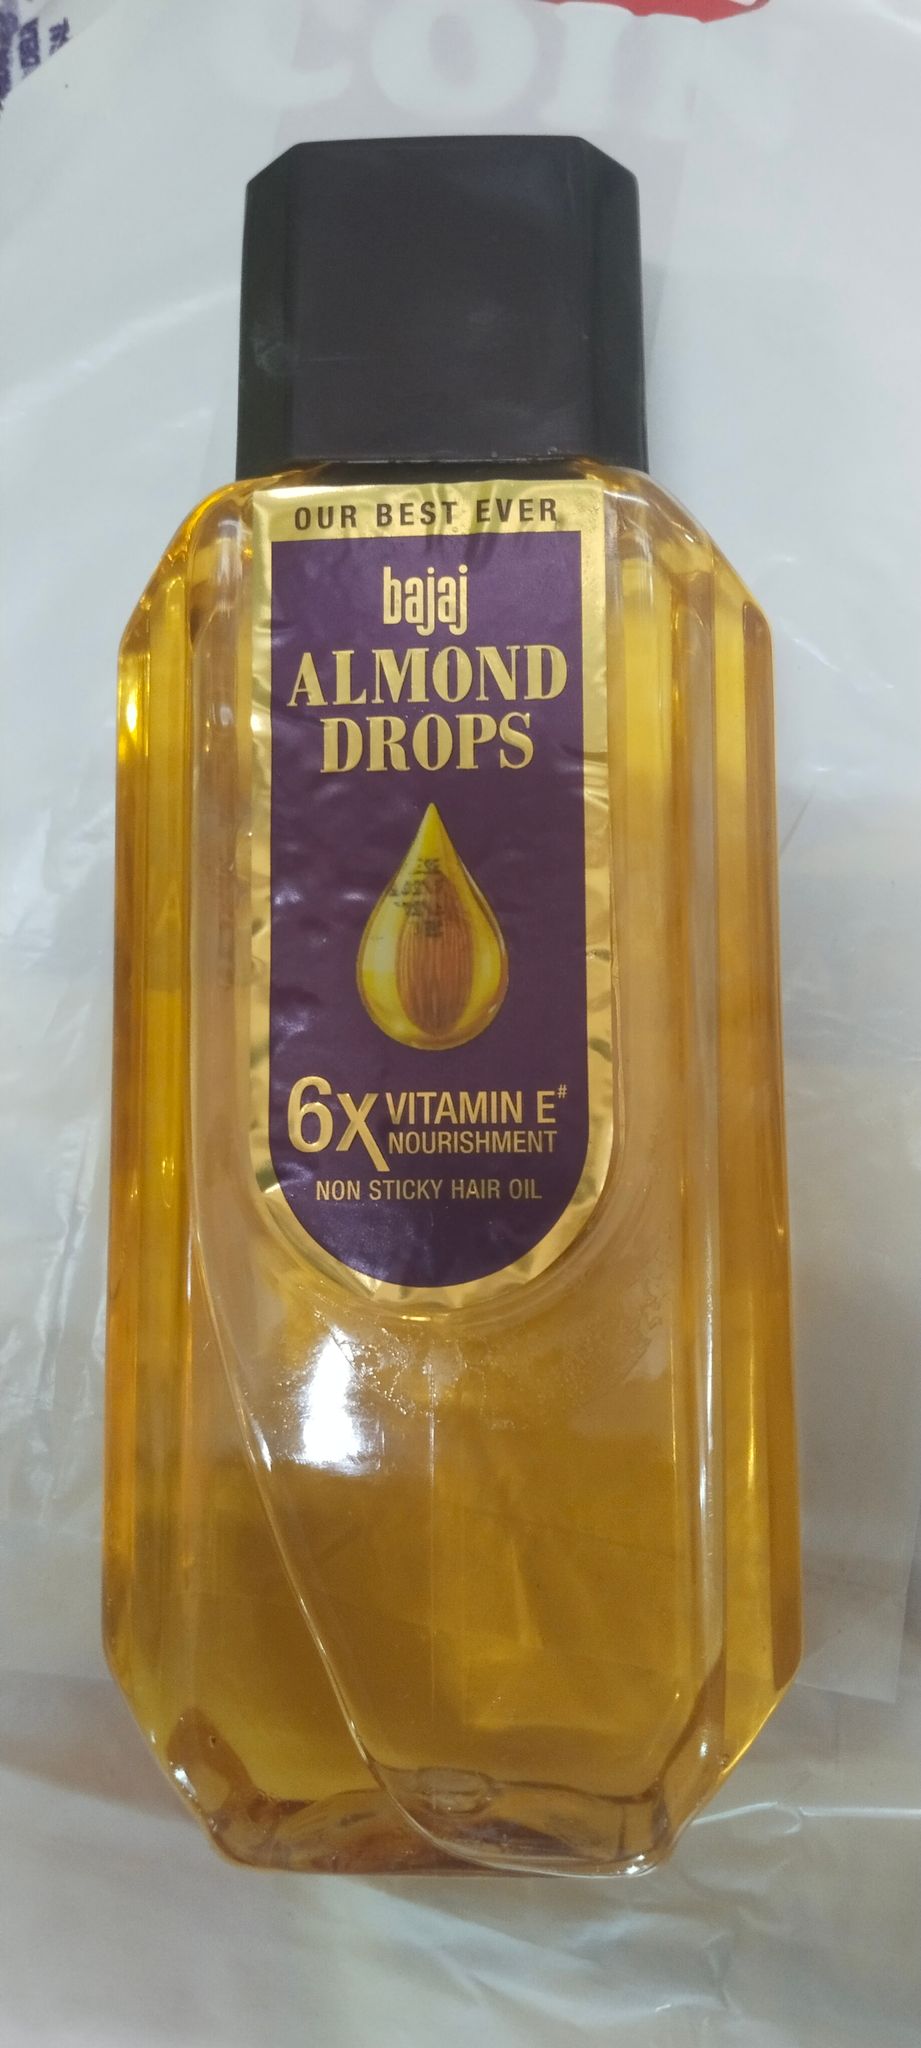 OUR BEST EVER
bajaj
ALMOND
DROPS
6X VITAMIN E#
NOURISHMENT
NON STICKY HAIR OIL